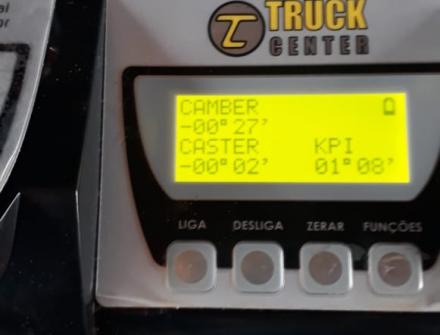 TRUCK
CENTER
CAMBER
-00°27'
CASTER KPI
-00°02' 01°08'
LIGA DESLIGA ZERAR FUNÇÕES